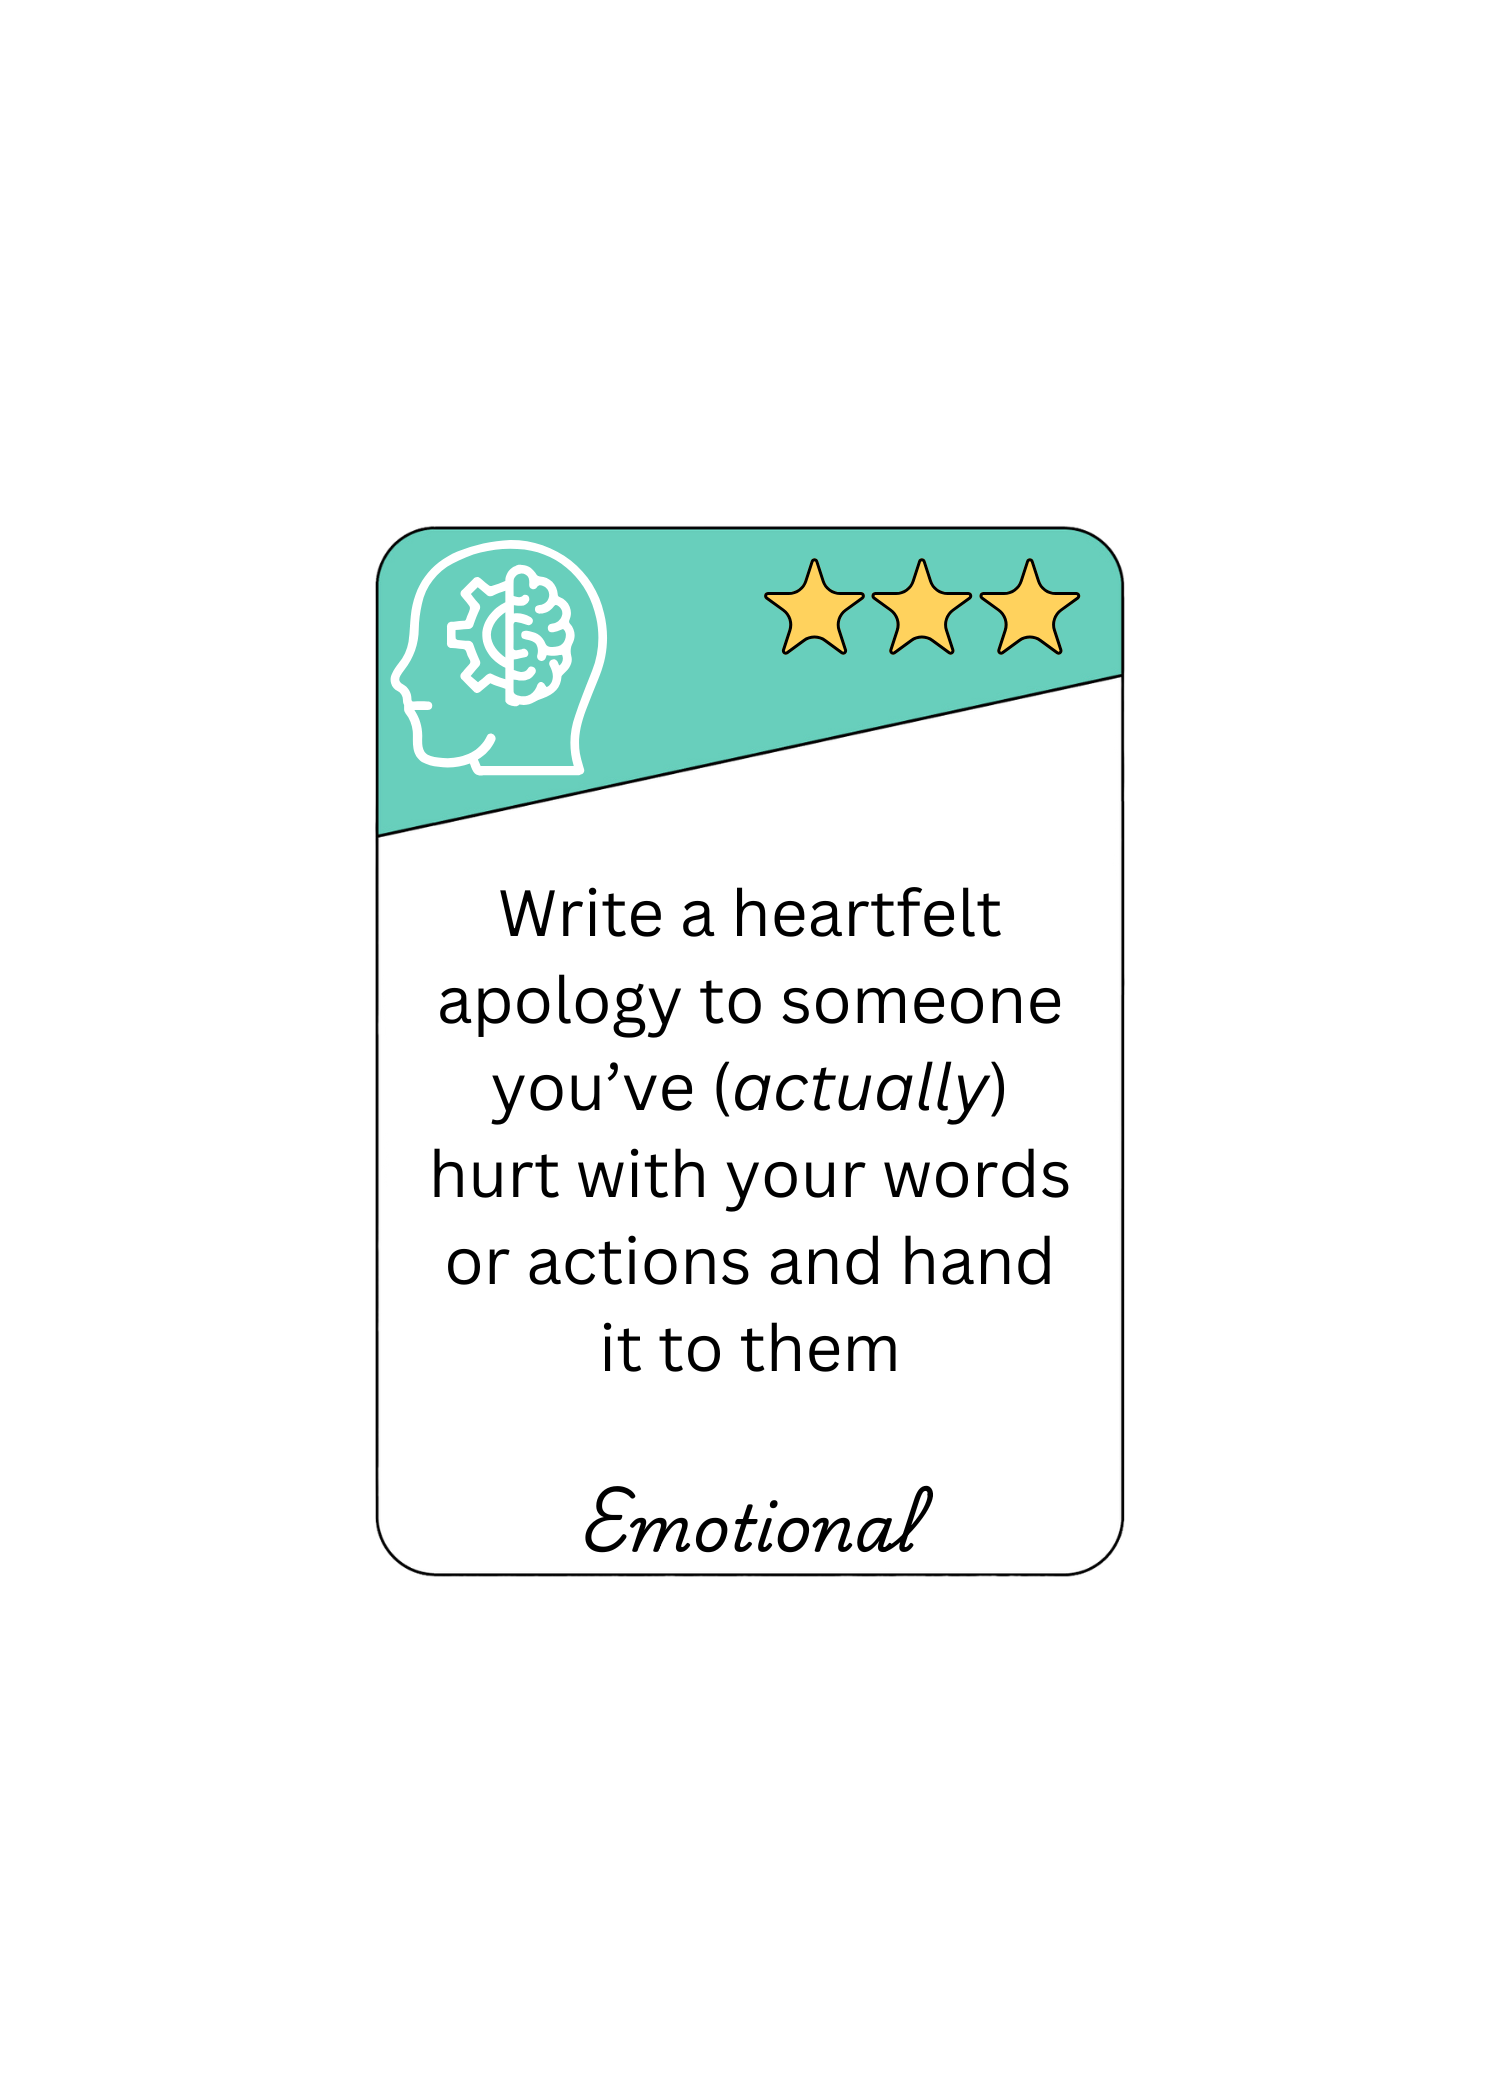 Write a heartfelt
apology to someone
you’ve (actually)
hurt with your words
or actions and hand
it to them
Emotional